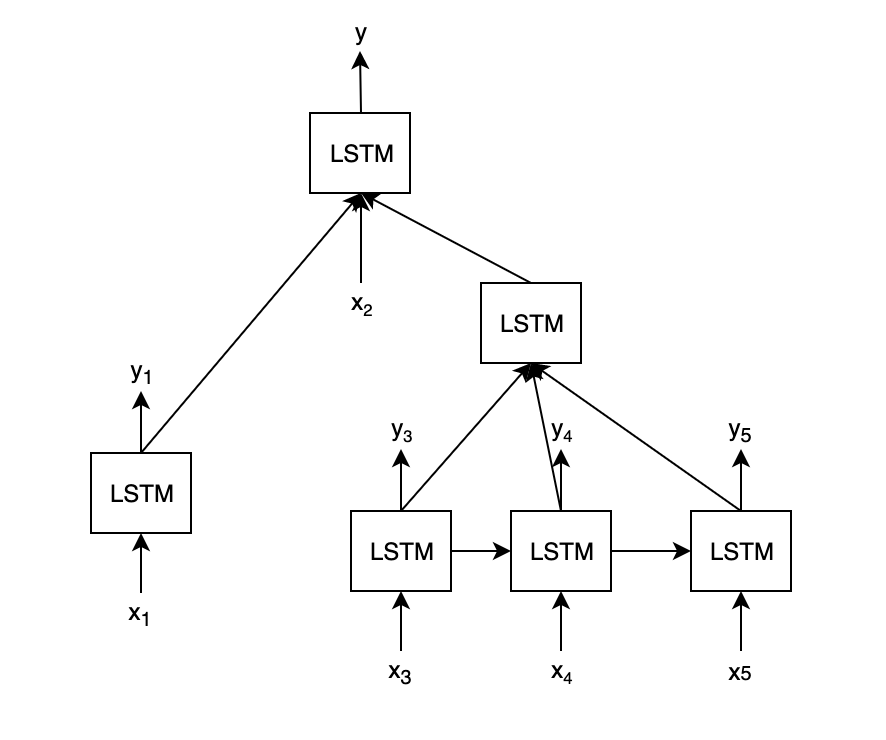 y
LSTM
x₂
LSTM
y₁
LSTM
x₁
y₃ y₄ y₅
LSTM LSTM LSTM
x₃ x₄ x5